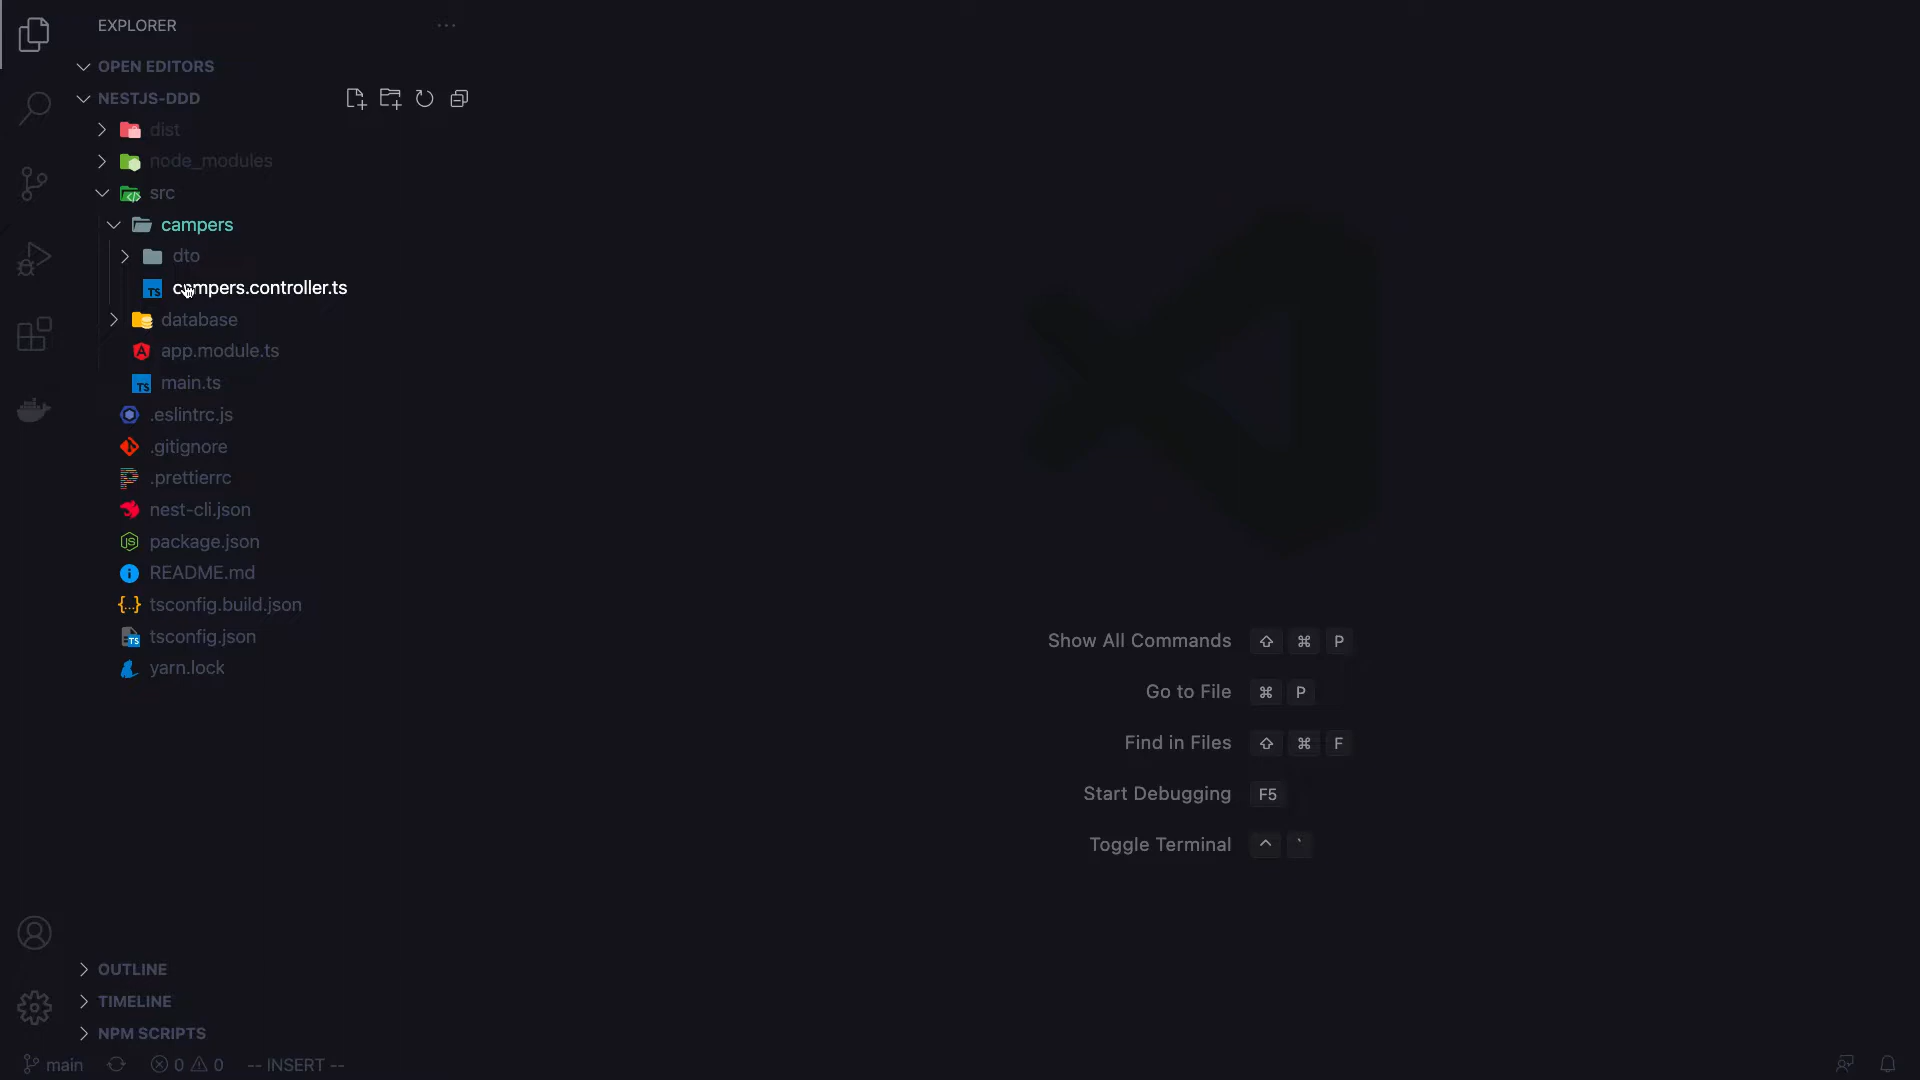 EXPLORER
OPEN EDITORS
NESTJS-DDD
dist
node_modules
src
campers
dto
campers.controller.ts
database
app.module.ts
main.ts
.eslintrc.js
.gitignore
.prettierrc
nest-cli.json
package.json
README.md
tsconfig.build.json
tsconfig.json
yarn.lock
Show All Commands ⇧ ⌘ P
Go to File ⌘ P
Find in Files ⇧ ⌘ F
Start Debugging F5
Toggle Terminal ^ `
OUTLINE
TIMELINE
NPM SCRIPTS
main 0 0 -- INSERT --